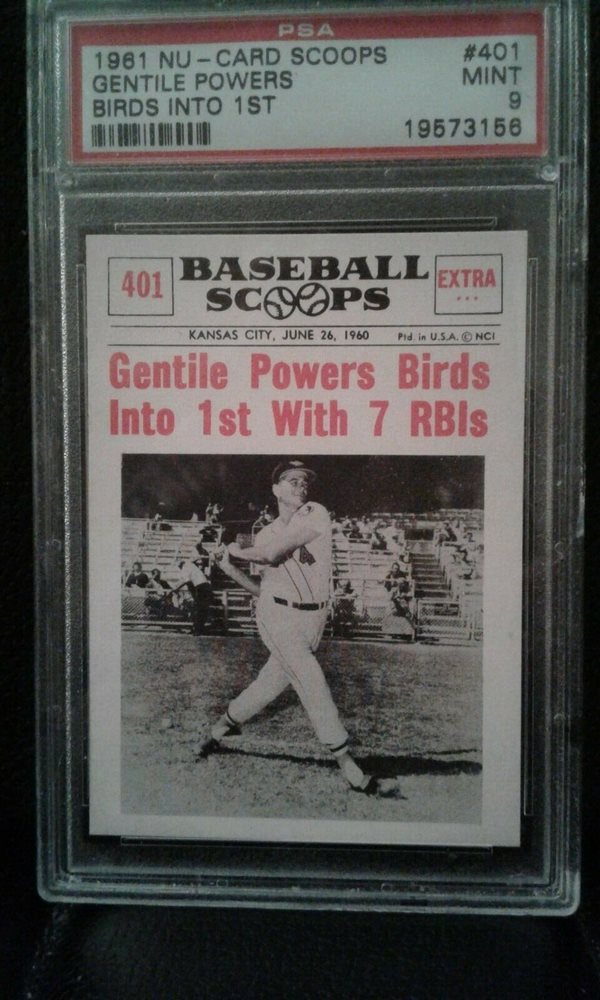 PSA
1961 NU-CARD SCOOPS #401
GENTILE POWERS MINT
BIRDS INTO 1ST 9
19573156
401 BASEBALL SCOOPS EXTRA
KANSAS CITY, JUNE 26, 1960 Ptd. in U.S.A. © NCI
Gentile Powers Birds
Into 1st With 7 RBIs
4